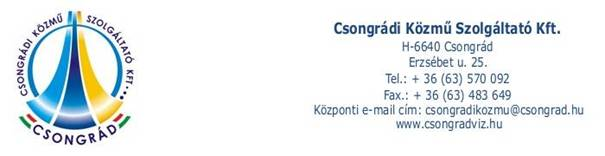 CSONGRÁDI KÖZMŰ SZOLGÁLTATÓ KFT...
CSONGRÁD
Csongrádi Közmű Szolgáltató Kft.
H-6640 Csongrád
Erzsébet u. 25.
Tel.: + 36 (63) 570 092
Fax.: + 36 (63) 483 649
Központi e-mail cím: csongradikozmu@csongrad.hu
www.csongradviz.hu